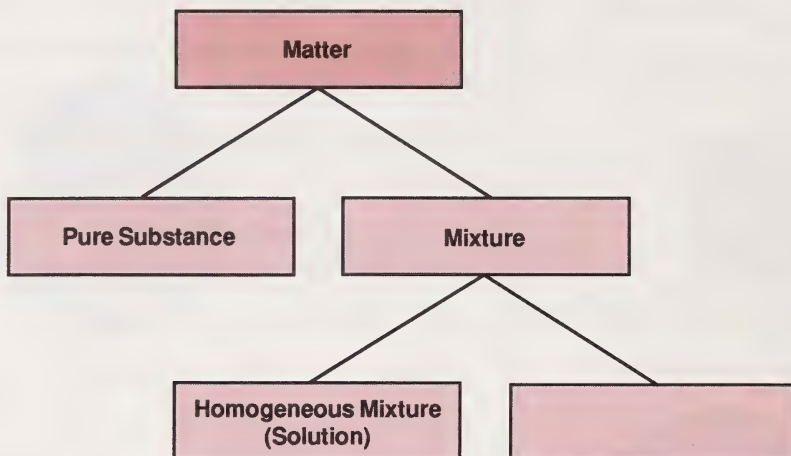 Matter
Pure Substance
Mixture
Homogeneous Mixture
(Solution)